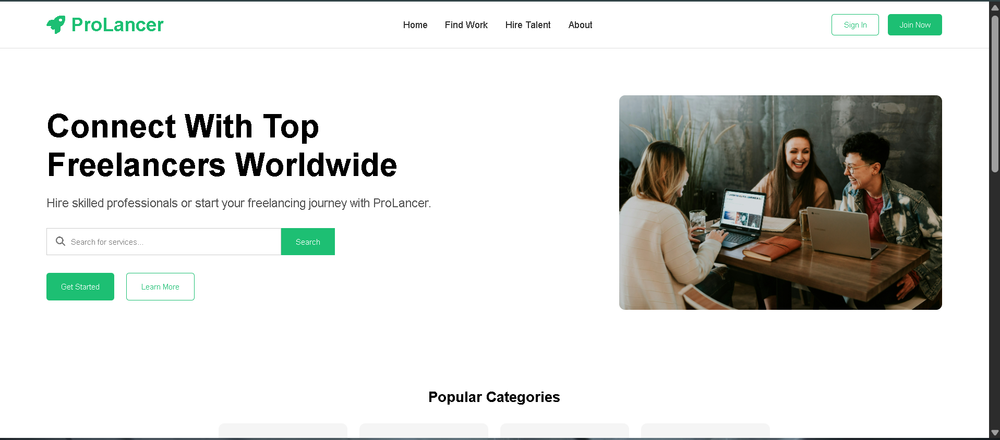 ProLancer
Home Find Work Hire Talent About
Sign In Join Now
Connect With Top
Freelancers Worldwide
Hire skilled professionals or start your freelancing journey with ProLancer.
Search for services...
Search
Get Started Learn More
Popular Categories